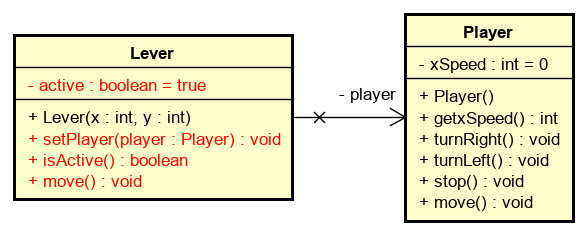 Lever
- active : boolean = true
+ Lever(x : int, y : int)
+ setPlayer(player : Player) : void
+ isActive() : boolean
+ move() : void
- player
Player
- xSpeed : int = 0
+ Player()
+ getxSpeed() : int
+ turnRight() : void
+ turnLeft() : void
+ stop() : void
+ move() : void